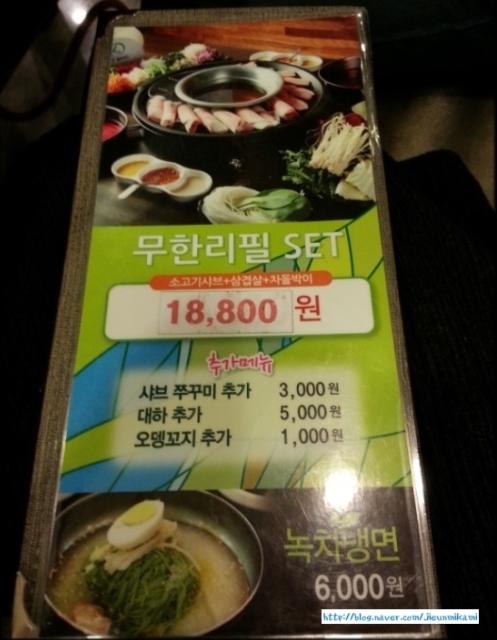 무한리필 SET
소고기샤브+삼겹살+차돌박이
18,800 원
추가메뉴
샤브 쭈꾸미 추가 3,000원
대하 추가 5,000원
오뎅꼬지 추가 1,000원
녹차냉면
6,000원
http://blog.naver.com/jieunmikami